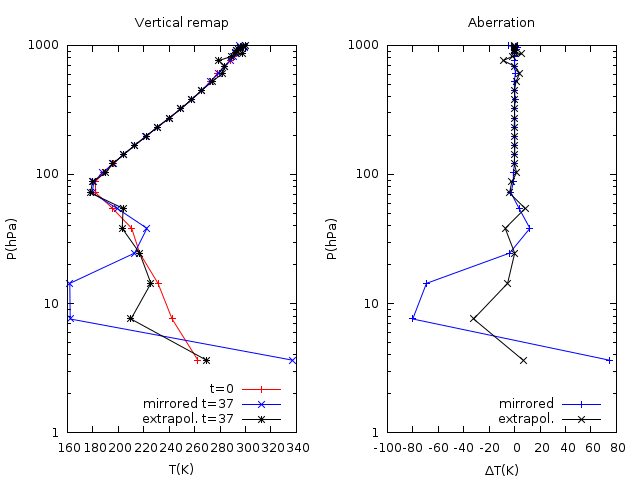 Vertical remap
1000
100
10
1
P(hPa)
t=0
mirrored t=37
extrapol. t=37
160 180 200 220 240 260 280 300 320 340
T(K)
Aberration
1000
100
10
1
P(hPa)
mirrored
extrapol.
-100 -80 -60 -40 -20 0 20 40 60 80
ΔT(K)